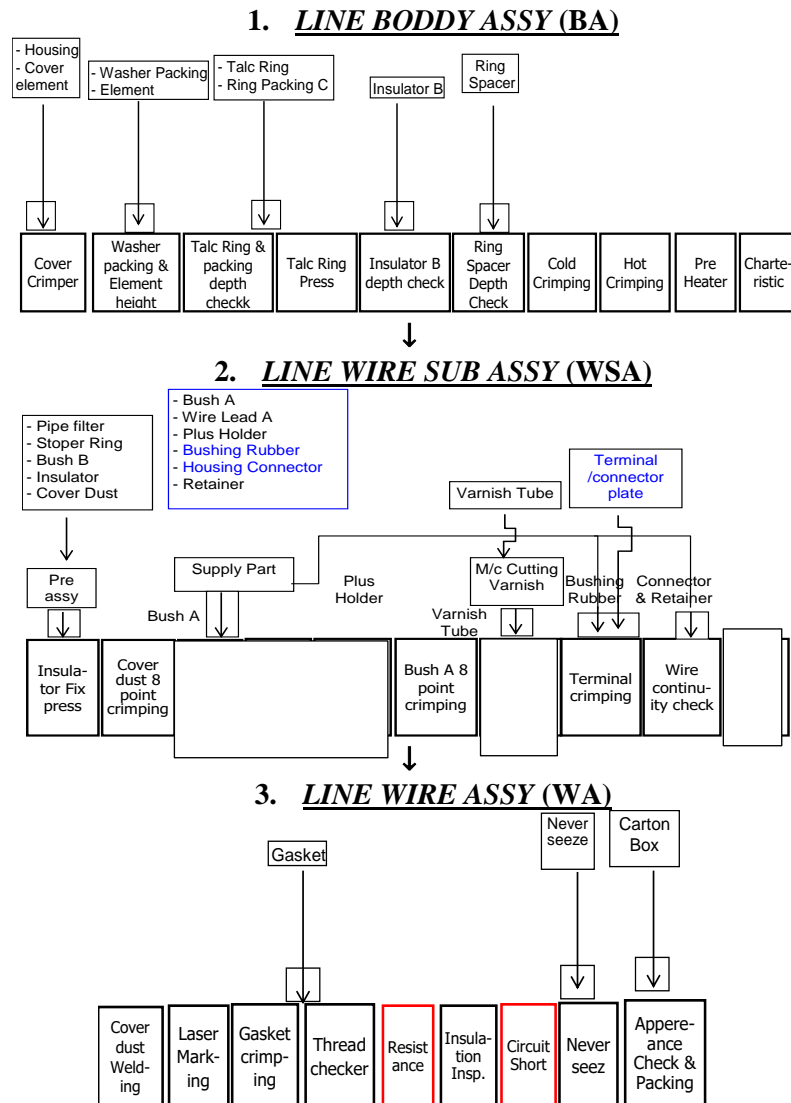 1. LINE BODDY ASSY (BA)
- Housing
- Cover
element
- Washer Packing
- Element
- Talc Ring
- Ring Packing C
Insulator B
Ring
Spacer
Cover
Crimper
Washer
packing &
Element
height
Talc Ring &
packing
depth
checkk
Talc Ring
Press
Insulator B
depth check
Ring
Spacer
Depth
Check
Cold
Crimping
Hot
Crimping
Pre
Heater
Charte-
ristic
2. LINE WIRE SUB ASSY (WSA)
- Pipe filter
- Stoper Ring
- Bush B
- Insulator
- Cover Dust
- Bush A
- Wire Lead A
- Plus Holder
- Bushing Rubber
- Housing Connector
- Retainer
Varnish Tube
Terminal
/connector
plate
Pre
assy
Supply Part
Bush A
Plus
Holder
M/c Cutting
Varnish
Varnish
Tube
Bushing
Rubber
Connector
& Retainer
Insula-
tor Fix
press
Cover
dust 8
point
crimping
Bush A 8
point
crimping
Terminal
crimping
Wire
continu-
ity check
3. LINE WIRE ASSY (WA)
Gasket
Never
seeze
Carton
Box
Cover
dust
Weld-
ing
Laser
Mark-
ing
Gasket
crimp-
ing
Thread
checker
Resist
ance
Insula-
tion
Insp.
Circuit
Short
Never
seez
Appere-
ance
Check &
Packing